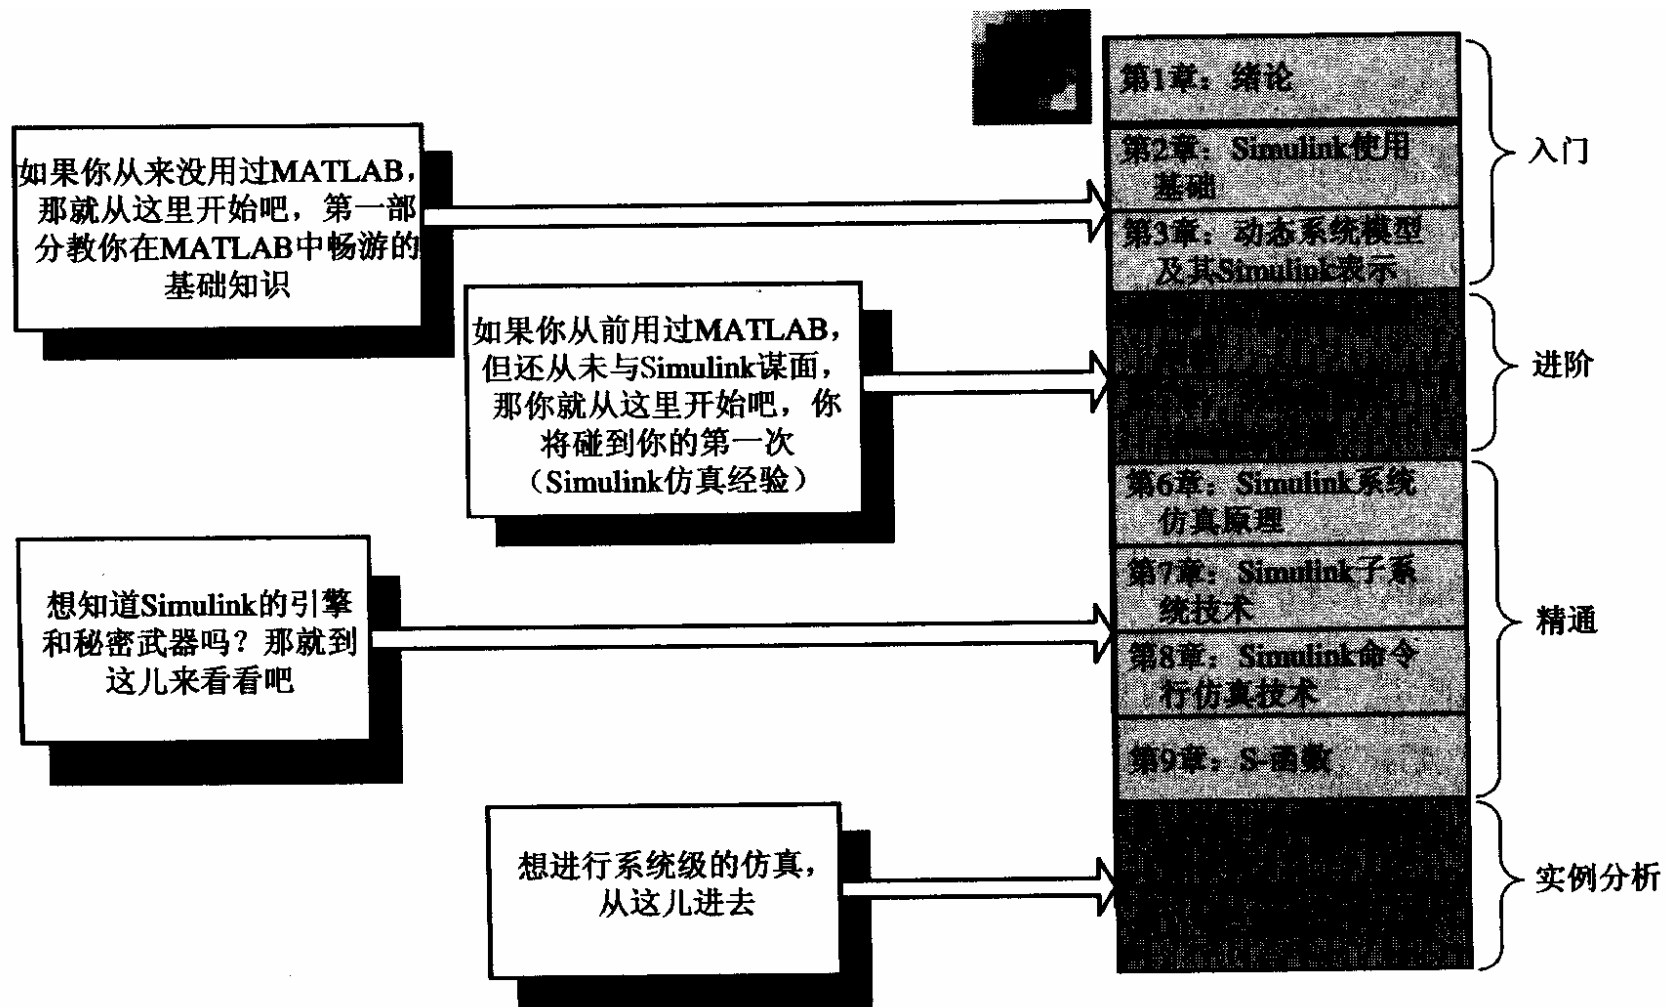 第1章：绪论
第2章：Simulink使用
基础
第3章：动态系统模型
及其Simulink表示
入门
如果你从来没用过MATLAB，
那就从这里开始吧，第一部
分教你在MATLAB中畅游的
基础知识
如果你从前用过MATLAB，
但还从未与Simulink谋面，
那你就从这里开始吧，你
将碰到你的第一次
（Simulink仿真经验）
进阶
第6章：Simulink系统
仿真原理
第7章：Simulink子系
统技术
第8章：Simulink命令
行仿真技术
第9章：S-函数
精通
想知道Simulink的引擎
和秘密武器吗？那就到
这儿来看看吧
想进行系统级的仿真，
从这儿进去
实例分析